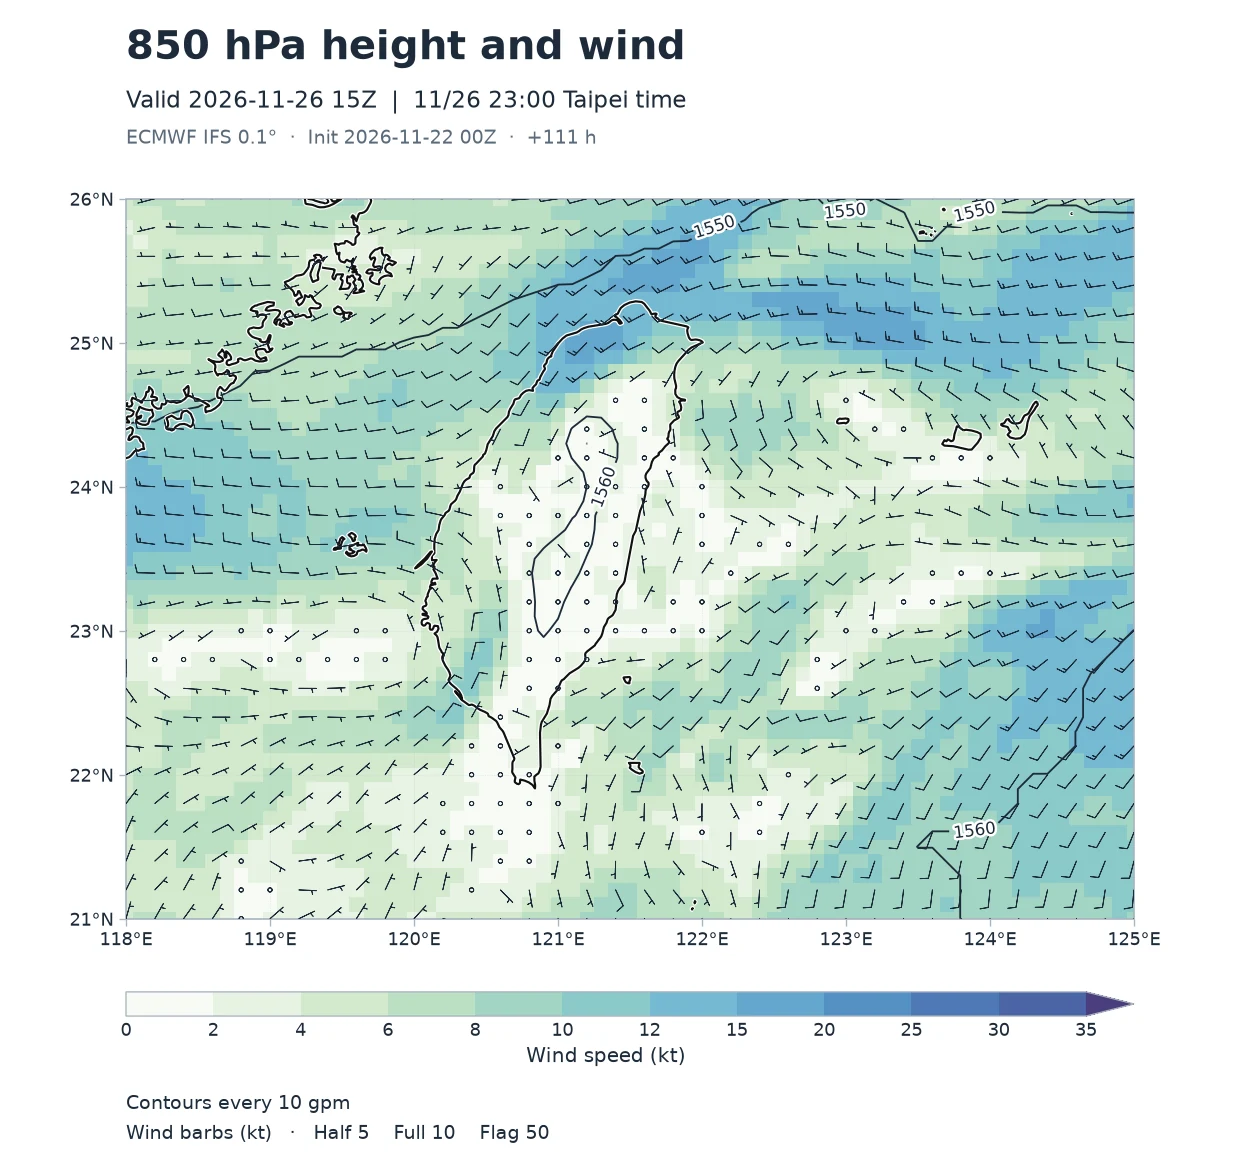 850 hPa height and wind
Valid 2026-11-26 15Z | 11/26 23:00 Taipei time
ECMWF IFS 0.1° · Init 2026-11-22 00Z · +111 h
26°N
1550
1550
1550
25°N
24°N
1560
23°N
22°N
1560
21°N
118°E 119°E 120°E 121°E 122°E 123°E 124°E 125°E
0 2 4 6 8 10 12 15 20 25 30 35
Wind speed (kt)
Contours every 10 gpm
Wind barbs (kt) · Half 5 Full 10 Flag 50